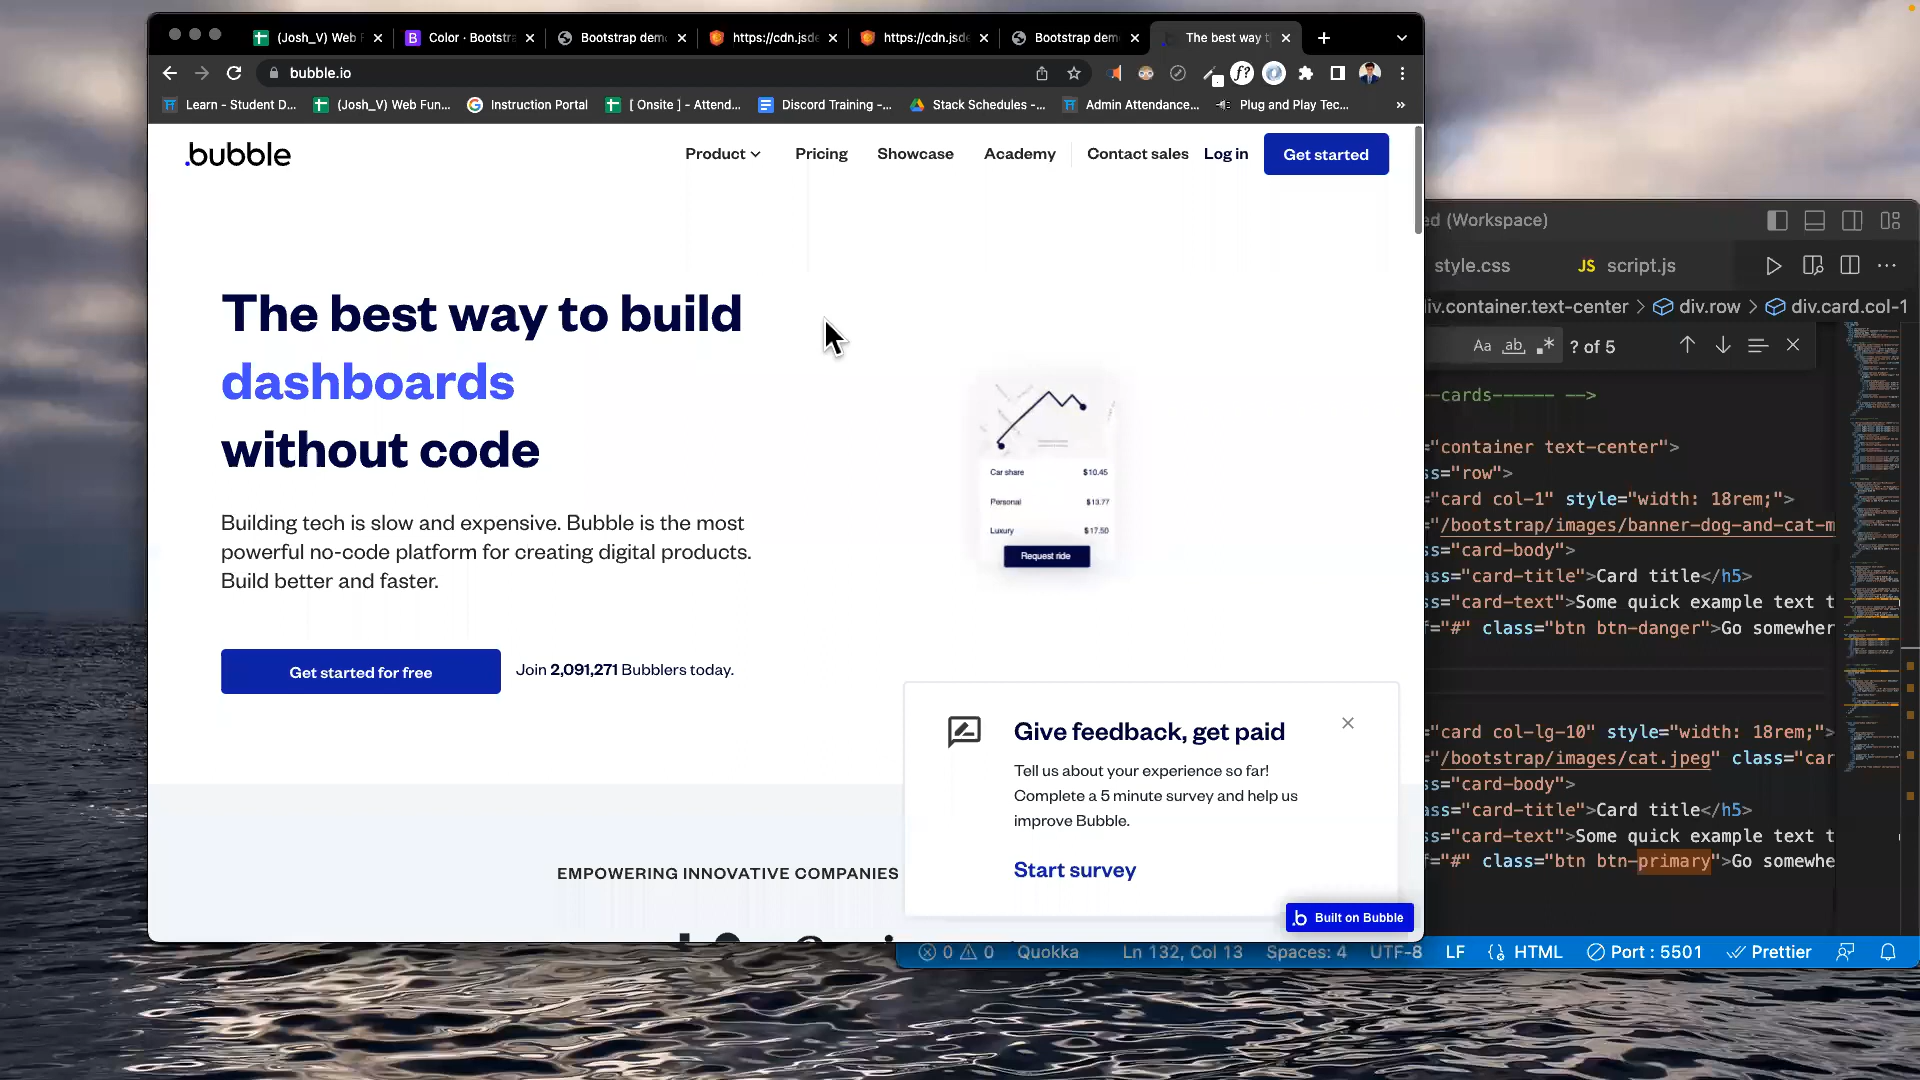 (Josh_V) Web F
Color · Bootstra
Bootstrap demo
https://cdn.jsde
https://cdn.jsde
Bootstrap demo
The best way t
bubble.io
Learn - Student D...
(Josh_V) Web Fun...
Instruction Portal
[ Onsite ] - Attend...
Discord Training -...
Stack Schedules -...
Admin Attendance...
Plug and Play Tec...
»
.bubble
Product
Pricing
Showcase
Academy
Contact sales
Log in
Get started
The best way to build
dashboards
without code
Building tech is slow and expensive. Bubble is the most
powerful no-code platform for creating digital products.
Build better and faster.
Get started for free
Join 2,091,271 Bubblers today.
Car share $10.45
Personal $13.77
Luxury $17.50
Request ride
Give feedback, get paid
Tell us about your experience so far!
Complete a 5 minute survey and help us
improve Bubble.
Start survey
Built on Bubble
EMPOWERING INNOVATIVE COMPANIES
ed (Workspace)
style.css
JS script.js
div.container.text-center > div.row > div.card.col-1
Aa ab .* ? of 5
--cards------ -->
="container text-center">
s="row">
="card col-1" style="width: 18rem;">
="/bootstrap/images/banner-dog-and-cat-m
="card-body">
ss="card-title">Card title</h5>
s="card-text">Some quick example text t
f="#" class="btn btn-danger">Go somewher
="card col-lg-10" style="width: 18rem;">
="/bootstrap/images/cat.jpeg" class="car
s="card-body">
ss="card-title">Card title</h5>
s="card-text">Some quick example text t
f="#" class="btn btn-primary">Go somewhe
0 0 Quokka Ln 132, Col 13 Spaces: 4 UTF-8 LF HTML Port : 5501 Prettier